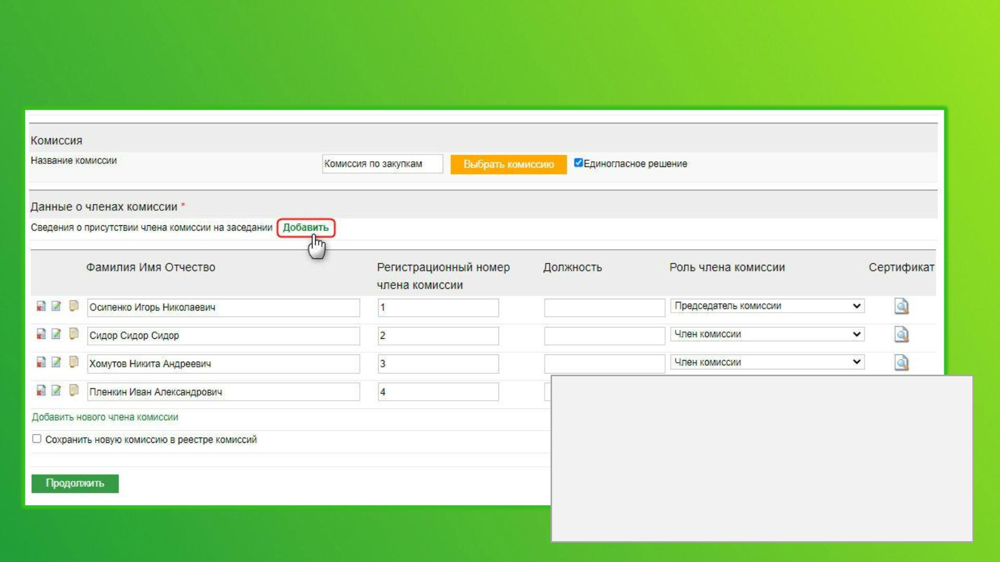 Комиссия
Название комиссии Комиссия по закупкам Выбрать комиссию Единогласное решение
Данные о членах комиссии *
Сведения о присутствии члена комиссии на заседании Добавить
Фамилия Имя Отчество Регистрационный номер Должность Роль члена комиссии Сертификат
члена комиссии
Осипенко Игорь Николаевич 1 Председатель комиссии
Сидор Сидор Сидор 2 Член комиссии
Хомутов Никита Андреевич 3 Член комиссии
Пленкин Иван Александрович 4
Добавить нового члена комиссии
Сохранить новую комиссию в реестре комиссий
Продолжить